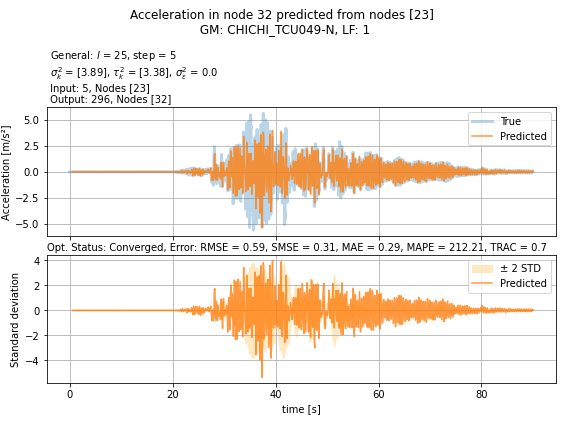 Acceleration in node 32 predicted from nodes [23]
GM: CHICHI_TCU049-N, LF: 1
General: l = 25, step = 5
σ²ₖ = [3.89], τ²ₖ = [3.38], σ²ε = 0.0
Input: 5, Nodes [23]
Output: 296, Nodes [32]
Acceleration [m/s²]
5.0
2.5
0.0
−2.5
−5.0
True
Predicted
Opt. Status: Converged, Error: RMSE = 0.59, SMSE = 0.31, MAE = 0.29, MAPE = 212.21, TRAC = 0.7
Standard deviation
4
2
0
−2
−4
± 2 STD
Predicted
0 20 40 60 80
time [s]